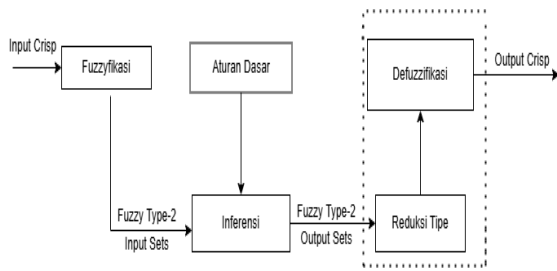 Input Crisp
Fuzzyfikasi
Aturan Dasar
Defuzzifikasi
Output Crisp
Fuzzy Type-2
Input Sets
Inferensi
Fuzzy Type-2
Output Sets
Reduksi Tipe